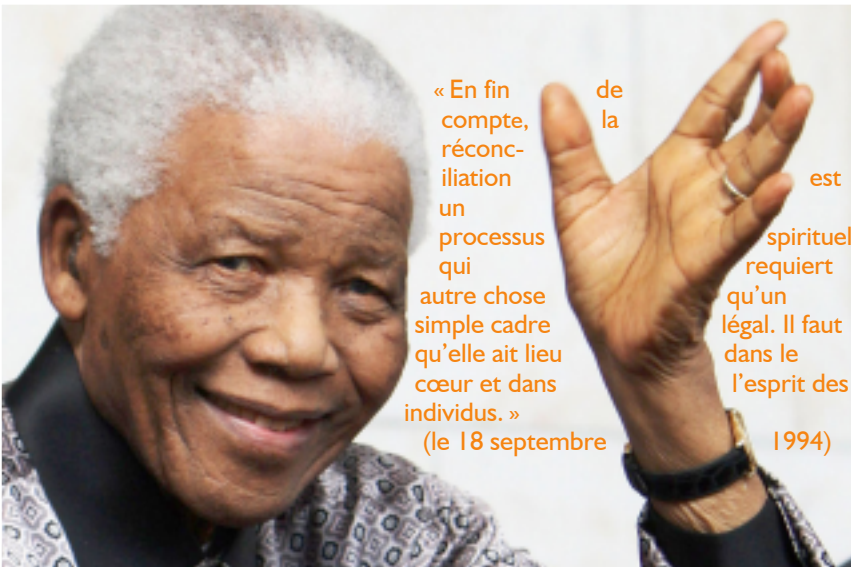 « En fin de
compte, la
réconc-
iliation est
un
processus spirituel
qui requiert
autre chose qu’un
simple cadre légal. Il faut
qu’elle ait lieu dans le
cœur et dans l’esprit des
individus. »
(le 18 septembre 1994)